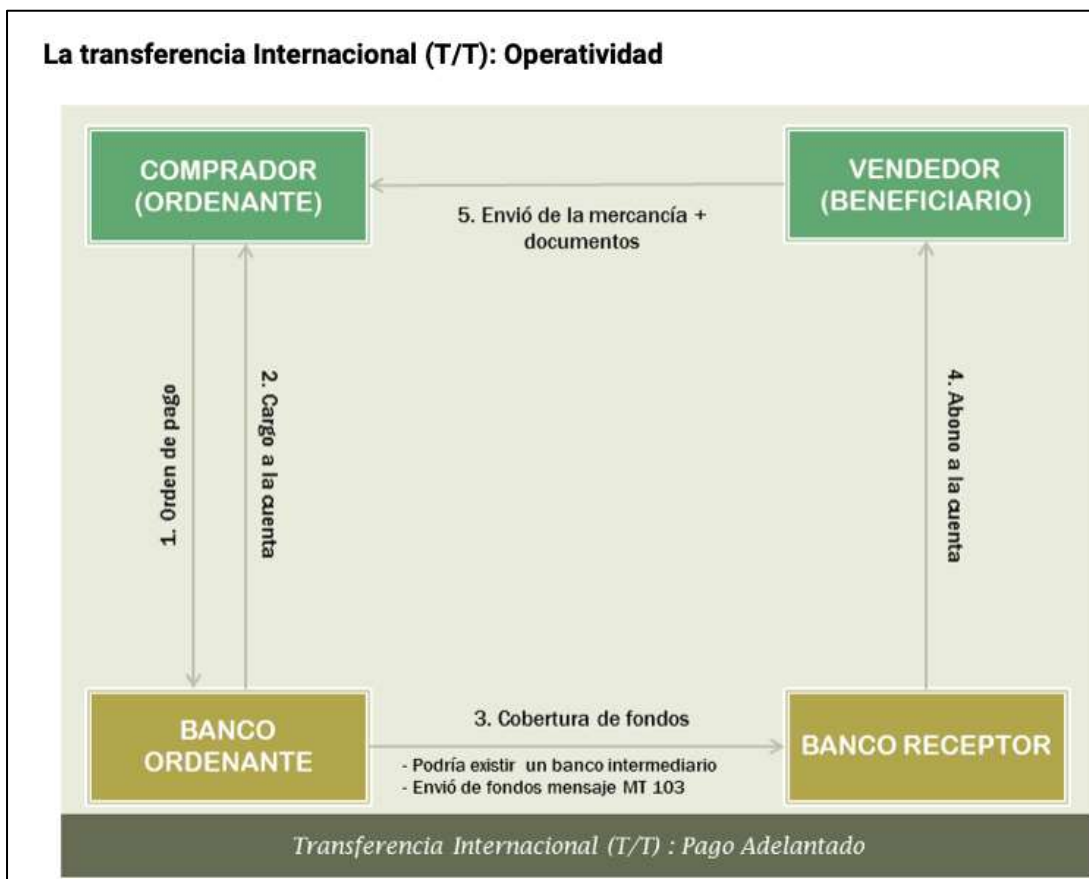 La transferencia Internacional (T/T): Operatividad
COMPRADOR
(ORDENANTE)
VENDEDOR
(BENEFICIARIO)
5. Envió de la mercancía +
documentos
1. Orden de pago
2. Cargo a la cuenta
4. Abono a la cuenta
BANCO
ORDENANTE
3. Cobertura de fondos
- Podría existir un banco intermediario
- Envió de fondos mensaje MT 103
BANCO RECEPTOR
Transferencia Internacional (T/T) : Pago Adelantado